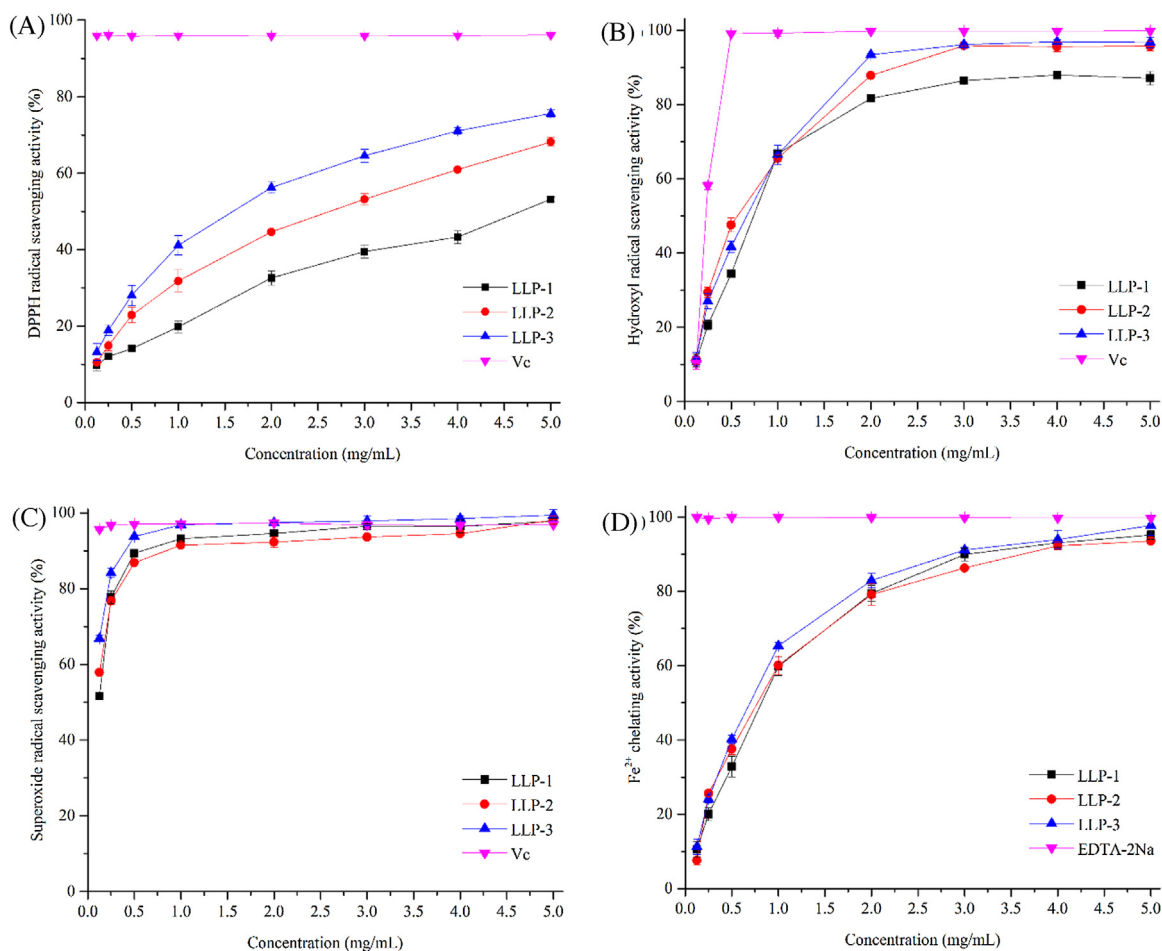 (A)
DPPH radical scavenging activity (%)
100
80
60
40
20
0
0.0 0.5 1.0 1.5 2.0 2.5 3.0 3.5 4.0 4.5 5.0
Concentration (mg/mL)
LLP-1
LLP-2
LLP-3
Vc
(B)
Hydroxyl radical scavenging activity (%)
100
80
60
40
20
0
0.0 0.5 1.0 1.5 2.0 2.5 3.0 3.5 4.0 4.5 5.0
Concentration (mg/mL)
LLP-1
LLP-2
LLP-3
Vc
(C)
Superoxide radical scavenging activity (%)
100
80
60
40
20
0
0.0 0.5 1.0 1.5 2.0 2.5 3.0 3.5 4.0 4.5 5.0
Concentration (mg/mL)
LLP-1
LLP-2
LLP-3
Vc
(D))
Fe²⁺ chelating activity (%)
100
80
60
40
20
0
0.0 0.5 1.0 1.5 2.0 2.5 3.0 3.5 4.0 4.5 5.0
Concentration (mg/mL)
LLP-1
LLP-2
LLP-3
EDTA-2Na